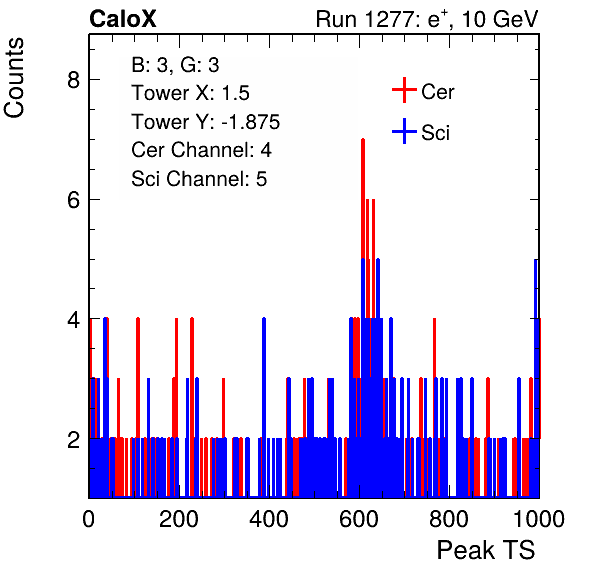 CaloX
Run 1277: e+, 10 GeV
Counts
B: 3, G: 3
Tower X: 1.5
Tower Y: -1.875
Cer Channel: 4
Sci Channel: 5
Cer
Sci
8
6
4
2
0 200 400 600 800 1000
Peak TS